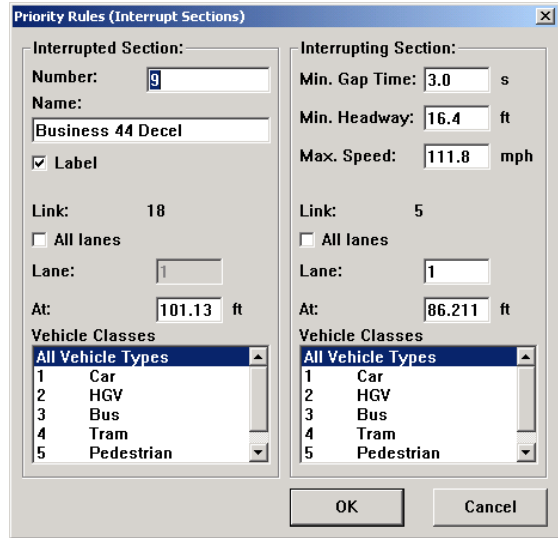 Priority Rules (Interrupt Sections)
Interrupted Section:
Number: 9
Name:
Business 44 Decel
Label
Link: 18
All lanes
Lane: 1
At: 101.13 ft
Vehicle Classes
All Vehicle Types
1 Car
2 HGV
3 Bus
4 Tram
5 Pedestrian
Interrupting Section:
Min. Gap Time: 3.0 s
Min. Headway: 16.4 ft
Max. Speed: 111.8 mph
Link: 5
All lanes
Lane: 1
At: 86.211 ft
Vehicle Classes
All Vehicle Types
1 Car
2 HGV
3 Bus
4 Tram
5 Pedestrian
OK Cancel